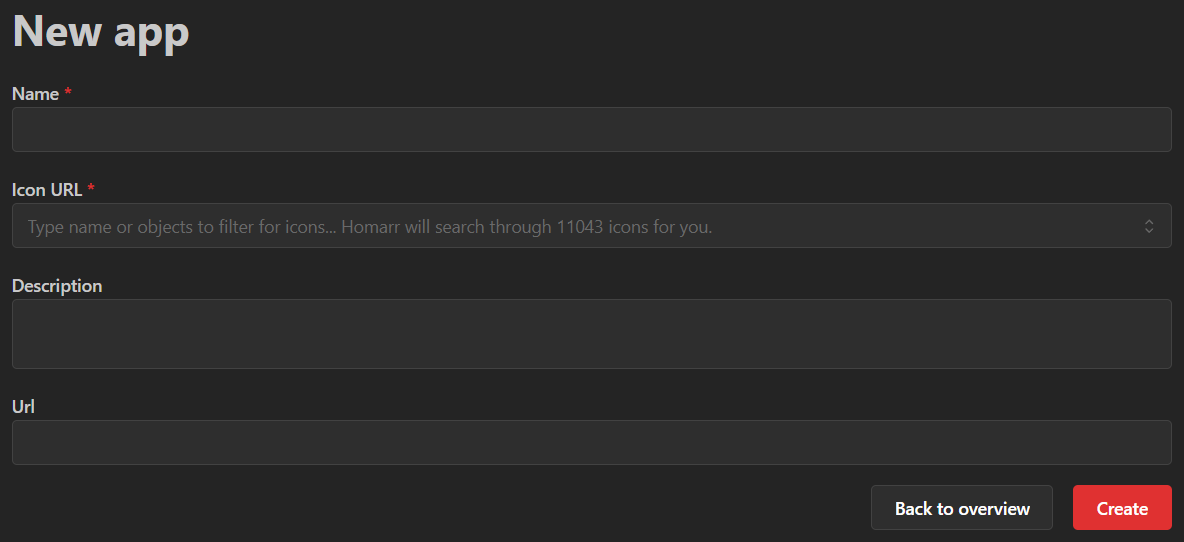 New app
Name *
Icon URL *
Type name or objects to filter for icons... Homarr will search through 11043 icons for you.
Description
Url
Back to overview
Create